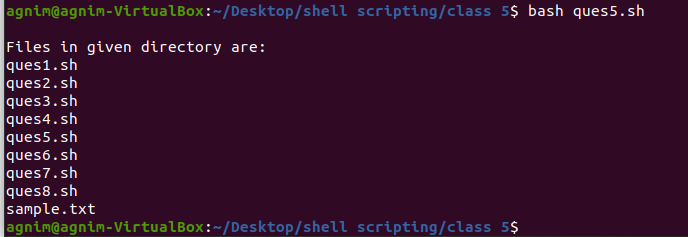 agnim@agnim-VirtualBox:~/Desktop/shell scripting/class 5$ bash ques5.sh
Files in given directory are:
ques1.sh
ques2.sh
ques3.sh
ques4.sh
ques5.sh
ques6.sh
ques7.sh
ques8.sh
sample.txt
agnim@agnim-VirtualBox:~/Desktop/shell scripting/class 5$